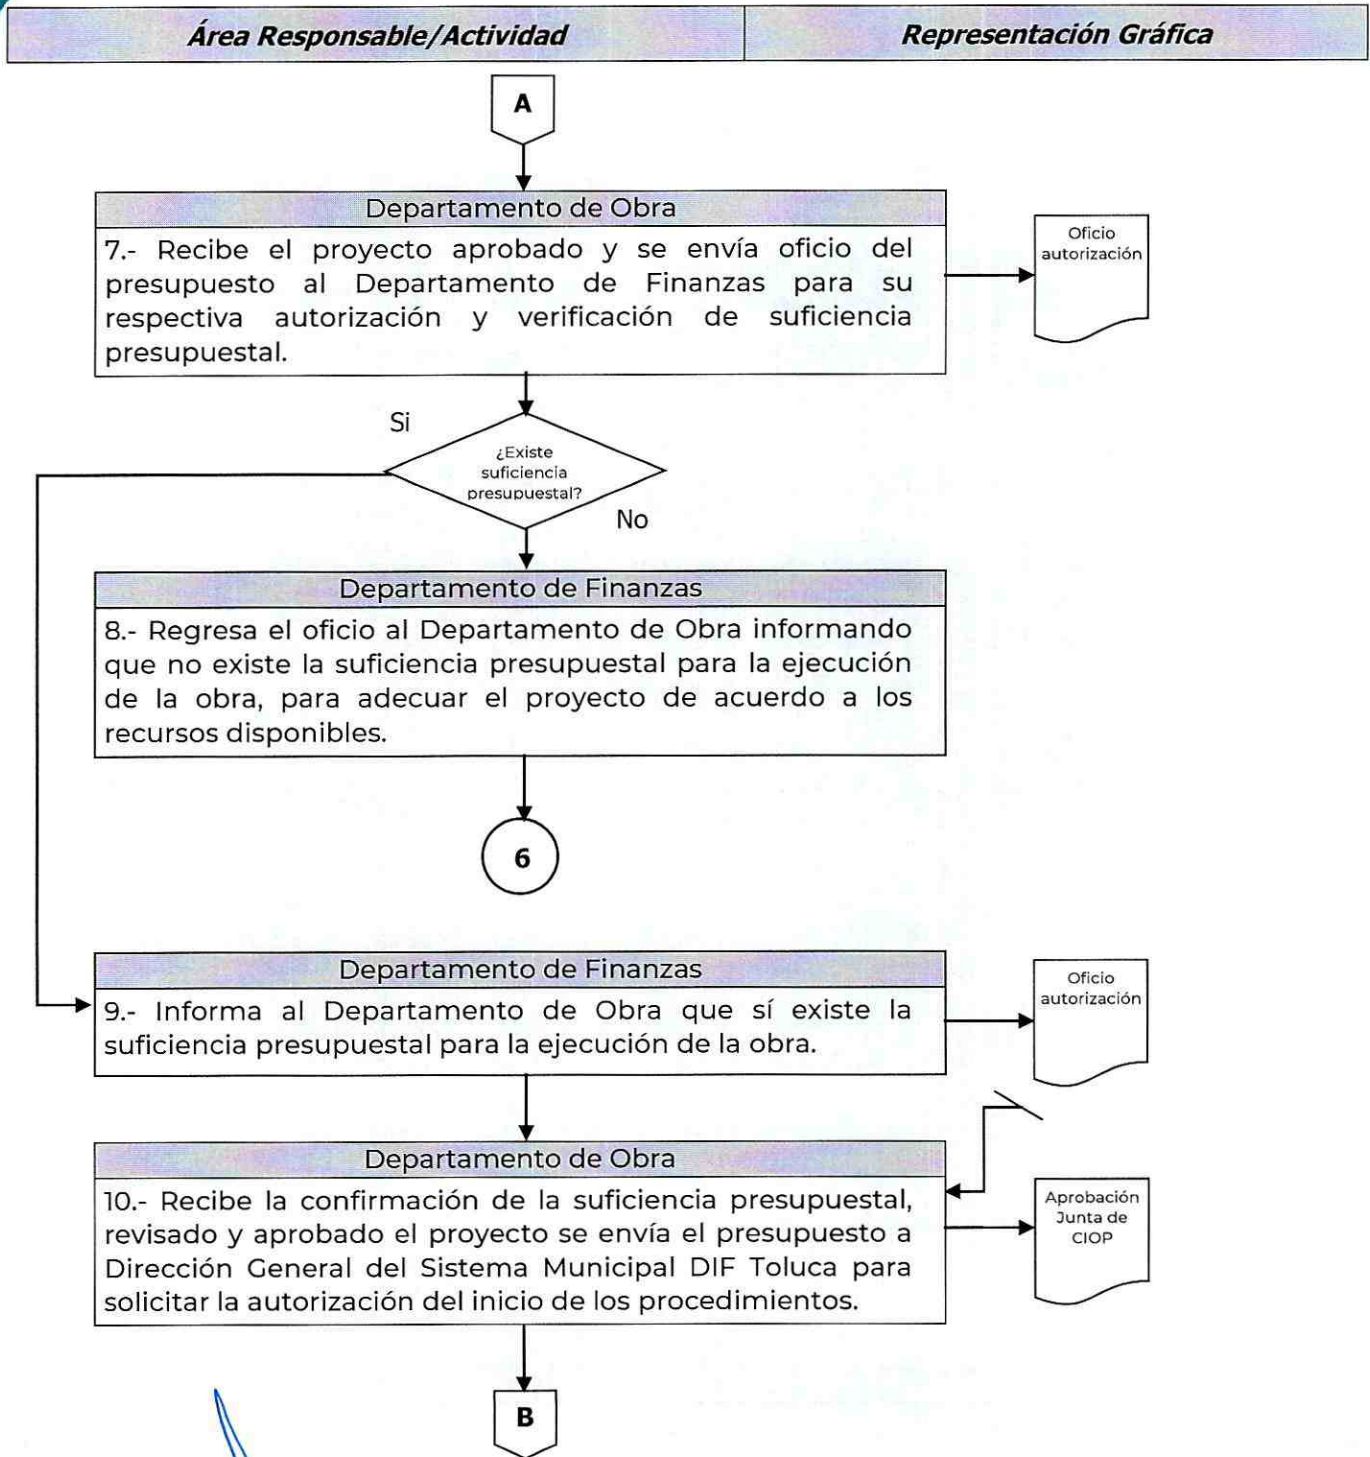 Área Responsable/Actividad
Representación Gráfica
A
Departamento de Obra
7.- Recibe el proyecto aprobado y se envía oficio del
presupuesto al Departamento de Finanzas para su
respectiva autorización y verificación de suficiencia
presupuestal.
Oficio
autorización
Si
¿Existe
suficiencia
presupuestal?
No
Departamento de Finanzas
8.- Regresa el oficio al Departamento de Obra informando
que no existe la suficiencia presupuestal para la ejecución
de la obra, para adecuar el proyecto de acuerdo a los
recursos disponibles.
6
Departamento de Finanzas
9.- Informa al Departamento de Obra que sí existe la
suficiencia presupuestal para la ejecución de la obra.
Oficio
autorización
Departamento de Obra
10.- Recibe la confirmación de la suficiencia presupuestal,
revisado y aprobado el proyecto se envía el presupuesto a
Dirección General del Sistema Municipal DIF Toluca para
solicitar la autorización del inicio de los procedimientos.
Aprobación
Junta de
CIOP
B